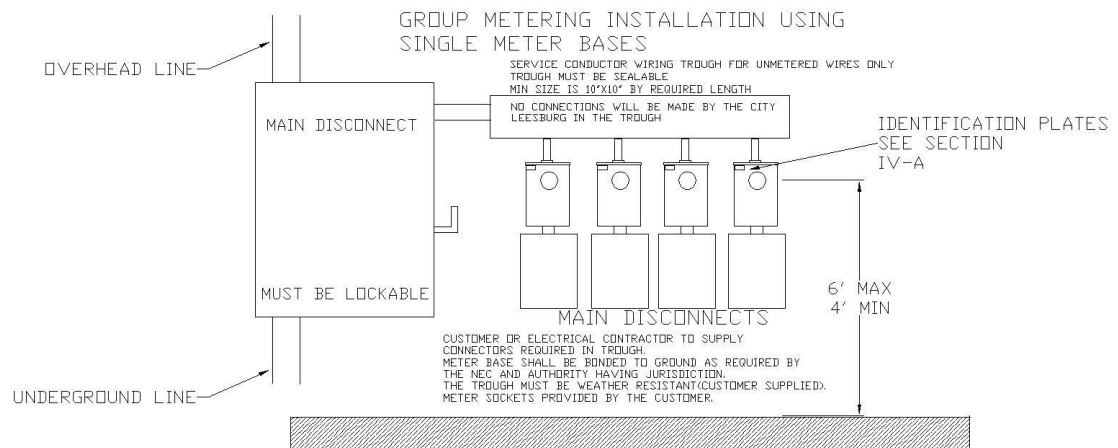 GROUP METERING INSTALLATION USING
SINGLE METER BASES
OVERHEAD LINE
SERVICE CONDUCTOR WIRING TROUGH FOR UNMETERED WIRES ONLY
TROUGH MUST BE SEALABLE
MIN SIZE IS 10"X10" BY REQUIRED LENGTH
MAIN DISCONNECT
NO CONNECTIONS WILL BE MADE BY THE CITY
LEESBURG IN THE TROUGH
IDENTIFICATION PLATES
SEE SECTION
IV-A
MUST BE LOCKABLE
6' MAX
4' MIN
MAIN DISCONNECTS
CUSTOMER OR ELECTRICAL CONTRACTOR TO SUPPLY
CONNECTORS REQUIRED IN TROUGH.
METER BASE SHALL BE BONDED TO GROUND AS REQUIRED BY
THE NEC AND AUTHORITY HAVING JURISDICTION.
THE TROUGH MUST BE WEATHER RESISTANT(CUSTOMER SUPPLIED).
METER SOCKETS PROVIDED BY THE CUSTOMER.
UNDERGROUND LINE